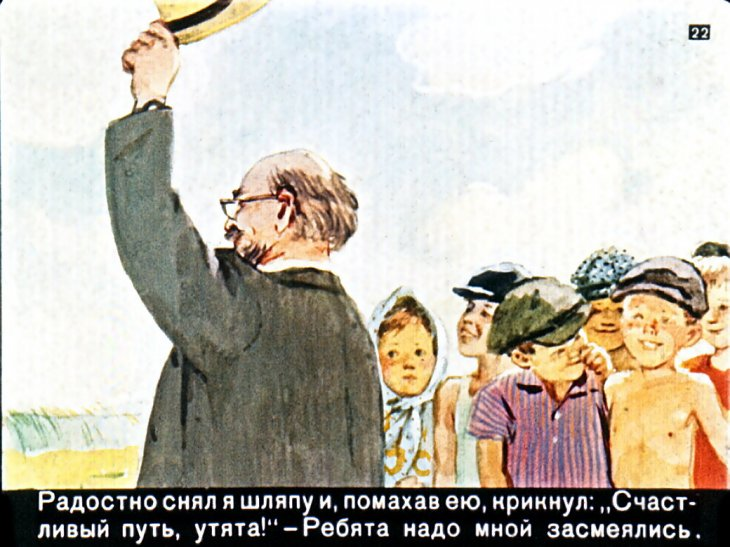 22
Радостно снял я шляпу и, помахав ею, крикнул: „Счаст-
ливый путь, утята!“ – Ребята надо мной засмеялись.